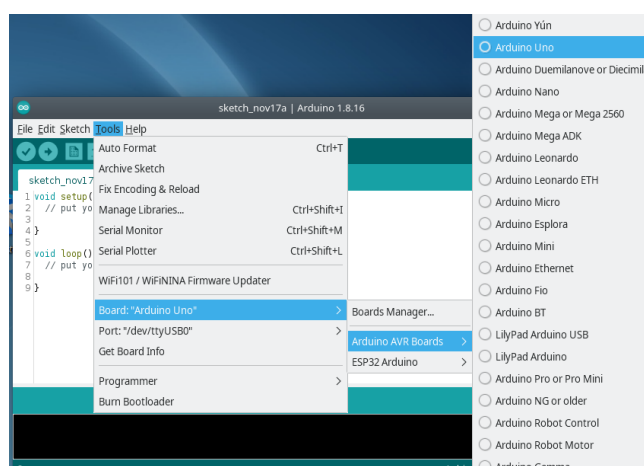 sketch_nov17a | Arduino 1.8.16
File Edit Sketch Tools Help
sketch_nov17
1 void setup(
2 // put yo
3
4 }
5
6 void loop()
7 // put yo
8
9 }
Auto Format Ctrl+T
Archive Sketch
Fix Encoding & Reload
Manage Libraries... Ctrl+Shift+I
Serial Monitor Ctrl+Shift+M
Serial Plotter Ctrl+Shift+L
WiFi101 / WiFiNINA Firmware Updater
Board: "Arduino Uno"
Port: "/dev/ttyUSB0"
Get Board Info
Programmer
Burn Bootloader
Boards Manager...
Arduino AVR Boards
ESP32 Arduino
Arduino Yún
Arduino Uno
Arduino Duemilanove or Diecimil
Arduino Nano
Arduino Mega or Mega 2560
Arduino Mega ADK
Arduino Leonardo
Arduino Leonardo ETH
Arduino Micro
Arduino Esplora
Arduino Mini
Arduino Ethernet
Arduino Fio
Arduino BT
LilyPad Arduino USB
LilyPad Arduino
Arduino Pro or Pro Mini
Arduino NG or older
Arduino Robot Control
Arduino Robot Motor